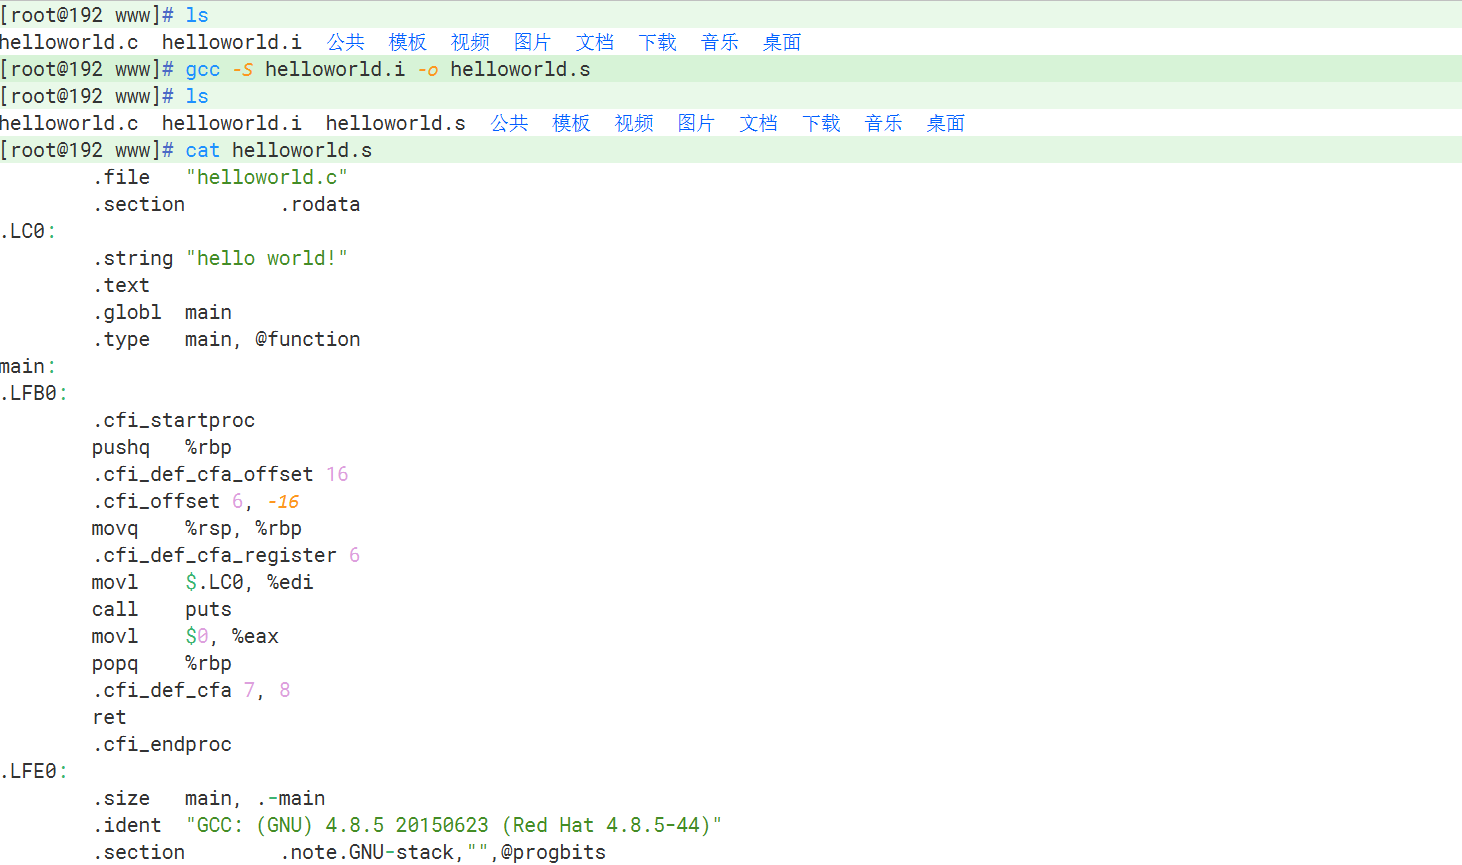 [root@192 www]# ls
helloworld.c  helloworld.i  公共  模板  视频  图片  文档  下载  音乐  桌面
[root@192 www]# gcc -S helloworld.i -o helloworld.s
[root@192 www]# ls
helloworld.c  helloworld.i  helloworld.s  公共  模板  视频  图片  文档  下载  音乐  桌面
[root@192 www]# cat helloworld.s
        .file   "helloworld.c"
        .section        .rodata
.LC0:
        .string "hello world!"
        .text
        .globl  main
        .type   main, @function
main:
.LFB0:
        .cfi_startproc
        pushq   %rbp
        .cfi_def_cfa_offset 16
        .cfi_offset 6, -16
        movq    %rsp, %rbp
        .cfi_def_cfa_register 6
        movl    $.LC0, %edi
        call    puts
        movl    $0, %eax
        popq    %rbp
        .cfi_def_cfa 7, 8
        ret
        .cfi_endproc
.LFE0:
        .size   main, .-main
        .ident  "GCC: (GNU) 4.8.5 20150623 (Red Hat 4.8.5-44)"
        .section        .note.GNU-stack,"",@progbits